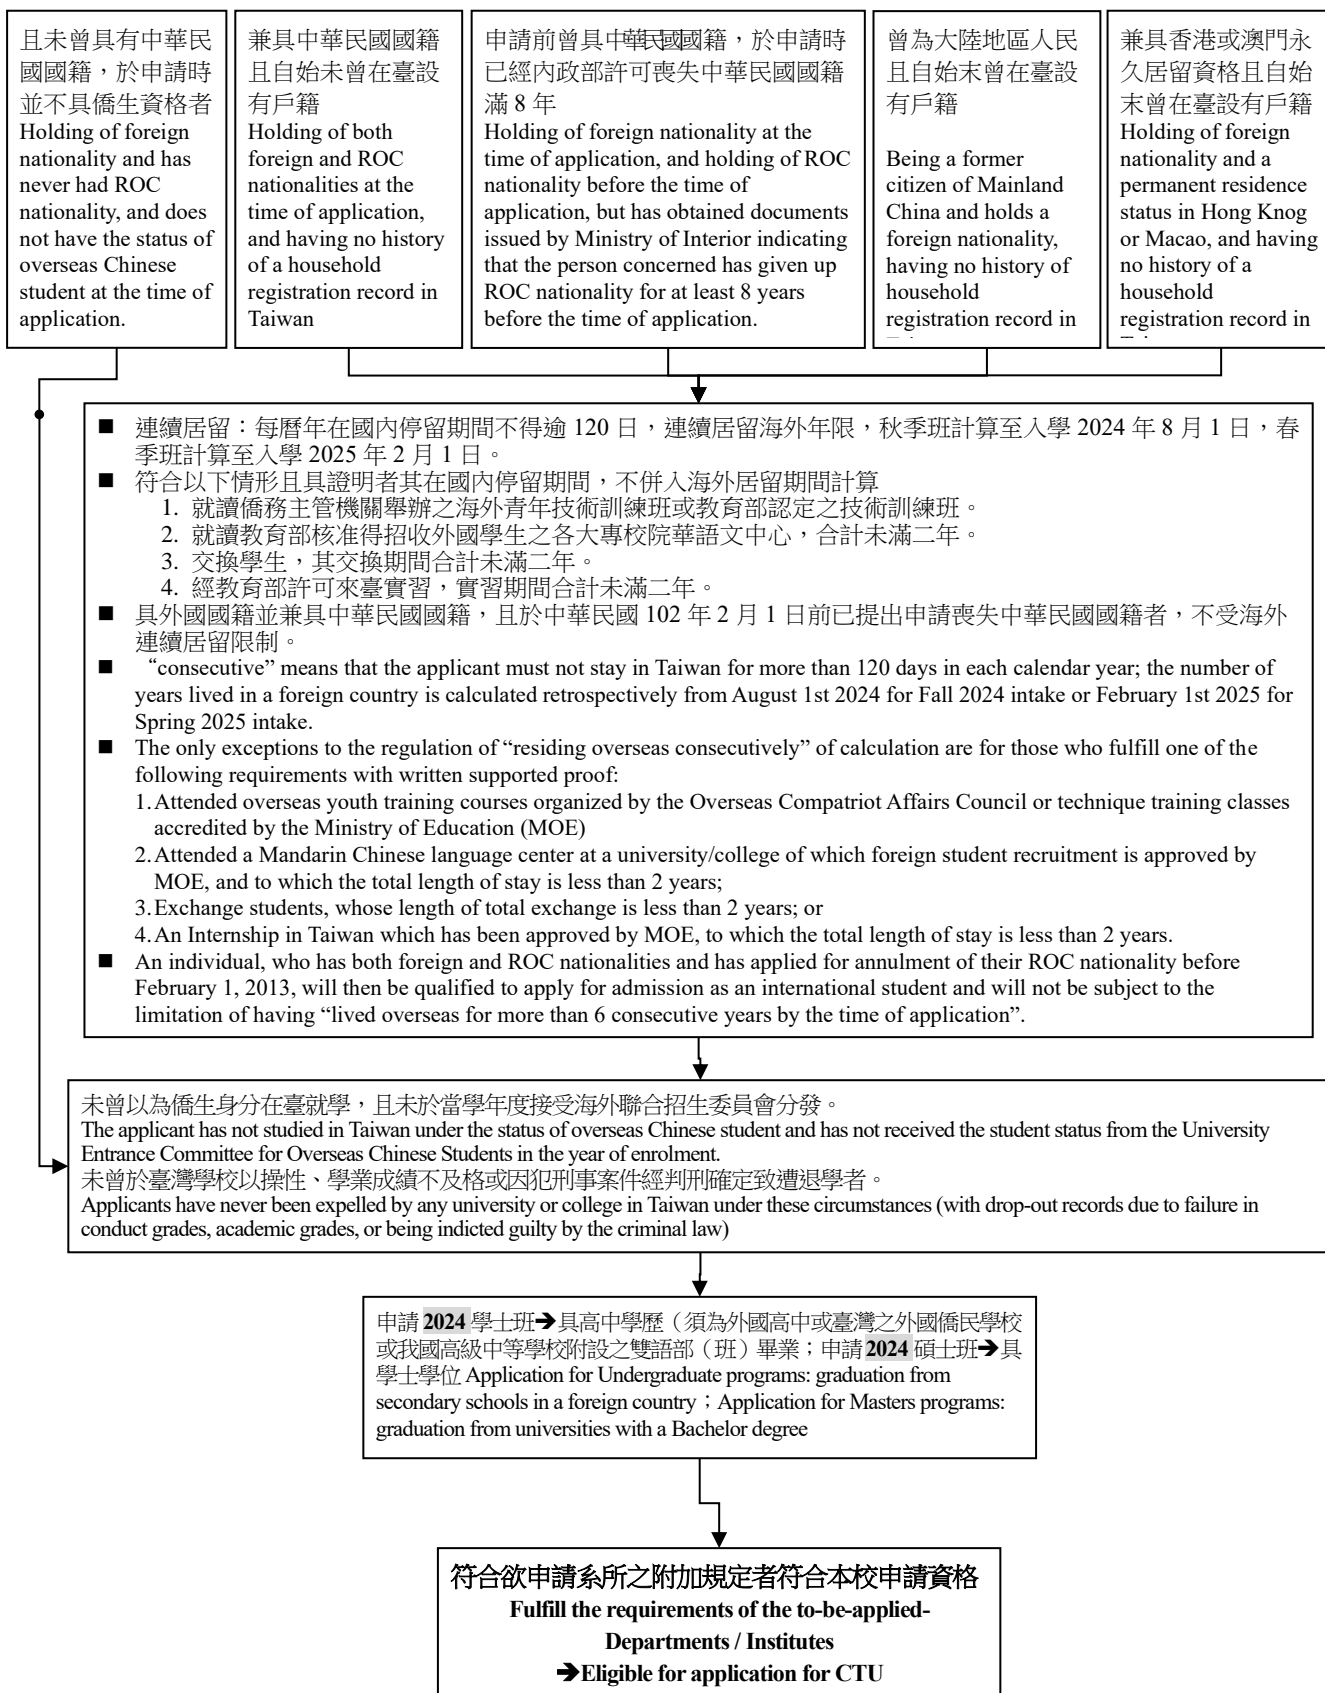 且未曾具有中華民
國國籍，於申請時
並不具僑生資格者
Holding of foreign
nationality and has
never had ROC
nationality, and does
not have the status of
overseas Chinese
student at the time of
application.
兼具中華民國國籍
且自始未曾在臺設
有戶籍
Holding of both
foreign and ROC
nationalities at the
time of application,
and having no history
of a household
registration record in
Taiwan
申請前曾具中華民國國籍，於申請時
已經內政部許可喪失中華民國國籍
滿 8 年
Holding of foreign nationality at the
time of application, and holding of ROC
nationality before the time of
application, but has obtained documents
issued by Ministry of Interior indicating
that the person concerned has given up
ROC nationality for at least 8 years
before the time of application.
曾為大陸地區人民
且自始末曾在臺設
有戶籍
Being a former
citizen of Mainland
China and holds a
foreign nationality,
having no history of
household
registration record in
兼具香港或澳門永
久居留資格且自始
末曾在臺設有戶籍
Holding of foreign
nationality and a
permanent residence
status in Hong Knog
or Macao, and having
no history of a
household
registration record in
■ 連續居留：每曆年在國內停留期間不得逾 120 日，連續居留海外年限，秋季班計算至入學 2024 年 8 月 1 日，春
季班計算至入學 2025 年 2 月 1 日。
■ 符合以下情形且具證明者其在國內停留期間，不併入海外居留期間計算
1. 就讀僑務主管機關舉辦之海外青年技術訓練班或教育部認定之技術訓練班。
2. 就讀教育部核准得招收外國學生之各大專校院華語文中心，合計未滿二年。
3. 交換學生，其交換期間合計未滿二年。
4. 經教育部許可來臺實習，實習期間合計未滿二年。
■ 具外國國籍並兼具中華民國國籍，且於中華民國 102 年 2 月 1 日前已提出申請喪失中華民國國籍者，不受海外
連續居留限制。
■ “consecutive” means that the applicant must not stay in Taiwan for more than 120 days in each calendar year; the number of
years lived in a foreign country is calculated retrospectively from August 1st 2024 for Fall 2024 intake or February 1st 2025 for
Spring 2025 intake.
■ The only exceptions to the regulation of “residing overseas consecutively” of calculation are for those who fulfill one of the
following requirements with written supported proof:
1. Attended overseas youth training courses organized by the Overseas Compatriot Affairs Council or technique training classes
accredited by the Ministry of Education (MOE)
2. Attended a Mandarin Chinese language center at a university/college of which foreign student recruitment is approved by
MOE, and to which the total length of stay is less than 2 years;
3. Exchange students, whose length of total exchange is less than 2 years; or
4. An Internship in Taiwan which has been approved by MOE, to which the total length of stay is less than 2 years.
■ An individual, who has both foreign and ROC nationalities and has applied for annulment of their ROC nationality before
February 1, 2013, will then be qualified to apply for admission as an international student and will not be subject to the
limitation of having “lived overseas for more than 6 consecutive years by the time of application”.
未曾以為僑生身分在臺就學，且未於當學年度接受海外聯合招生委員會分發。
The applicant has not studied in Taiwan under the status of overseas Chinese student and has not received the student status from the University
Entrance Committee for Overseas Chinese Students in the year of enrolment.
未曾於臺灣學校以操性、學業成績不及格或因犯刑事案件經判刑確定致遭退學者。
Applicants have never been expelled by any university or college in Taiwan under these circumstances (with drop-out records due to failure in
conduct grades, academic grades, or being indicted guilty by the criminal law)
申請 2024 學士班➔具高中學歷（須為外國高中或臺灣之外國僑民學校
或我國高級中等學校附設之雙語部（班）畢業；申請 2024 碩士班➔具
學士學位 Application for Undergraduate programs: graduation from
secondary schools in a foreign country；Application for Masters programs:
graduation from universities with a Bachelor degree
符合欲申請系所之附加規定者符合本校申請資格
Fulfill the requirements of the to-be-applied-
Departments / Institutes
➔Eligible for application for CTU